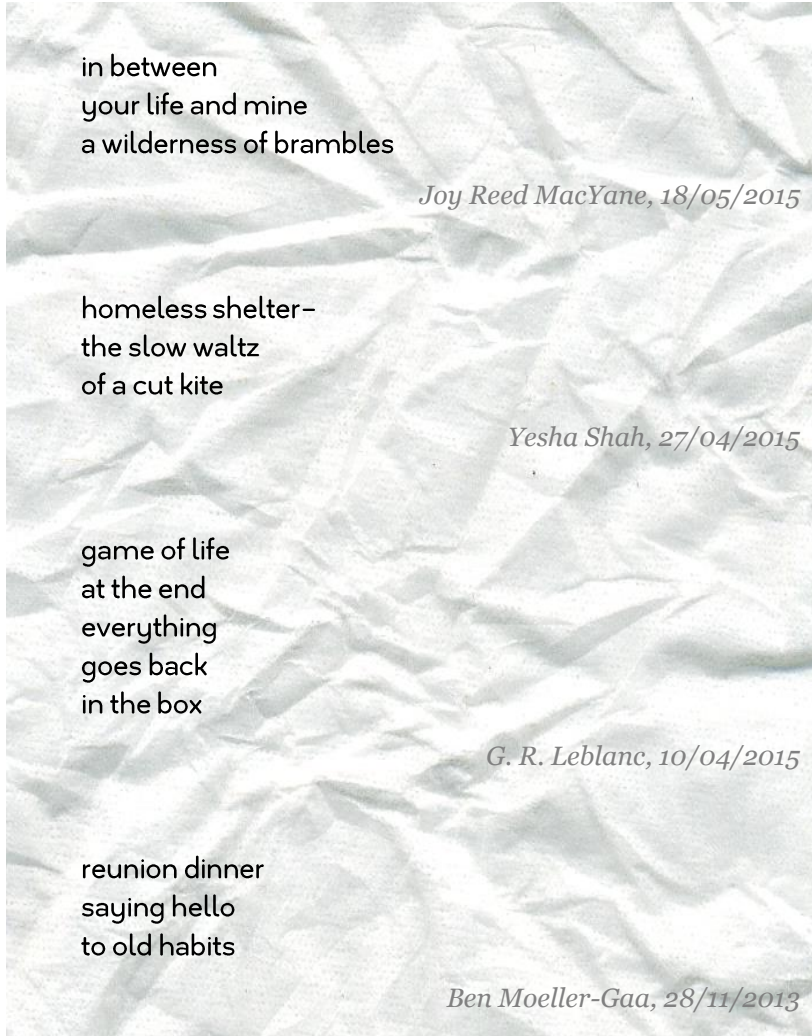 in between
your life and mine
a wilderness of brambles
Joy Reed MacYane, 18/05/2015
homeless shelter–
the slow waltz
of a cut kite
Yesha Shah, 27/04/2015
game of life
at the end
everything
goes back
in the box
G. R. Leblanc, 10/04/2015
reunion dinner
saying hello
to old habits
Ben Moeller-Gaa, 28/11/2013